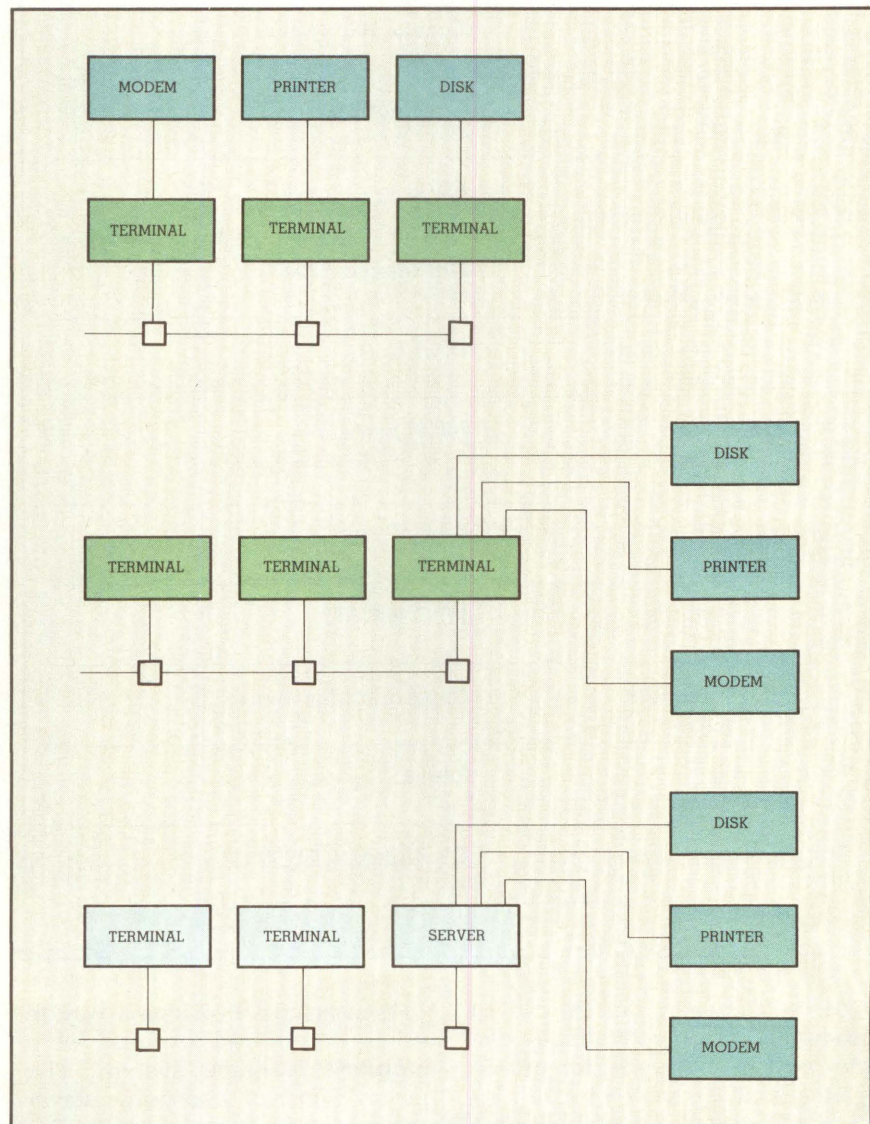 MODEM PRINTER DISK
TERMINAL TERMINAL TERMINAL
DISK
TERMINAL TERMINAL TERMINAL PRINTER
MODEM
DISK
TERMINAL TERMINAL SERVER PRINTER
MODEM